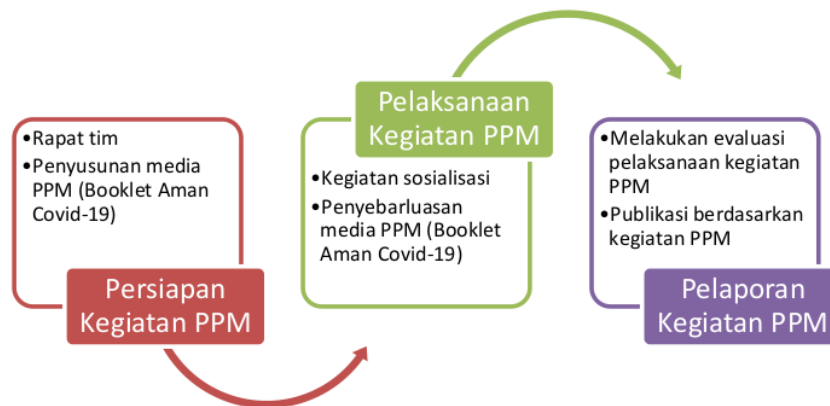 •Rapat tim
•Penyusunan media
PPM (Booklet Aman
Covid-19)
Persiapan
Kegiatan PPM
Pelaksanaan
Kegiatan PPM
•Kegiatan sosialisasi
•Penyebarluasan
media PPM (Booklet
Aman Covid-19)
•Melakukan evaluasi
pelaksanaan kegiatan
PPM
•Publikasi berdasarkan
kegiatan PPM
Pelaporan
Kegiatan PPM